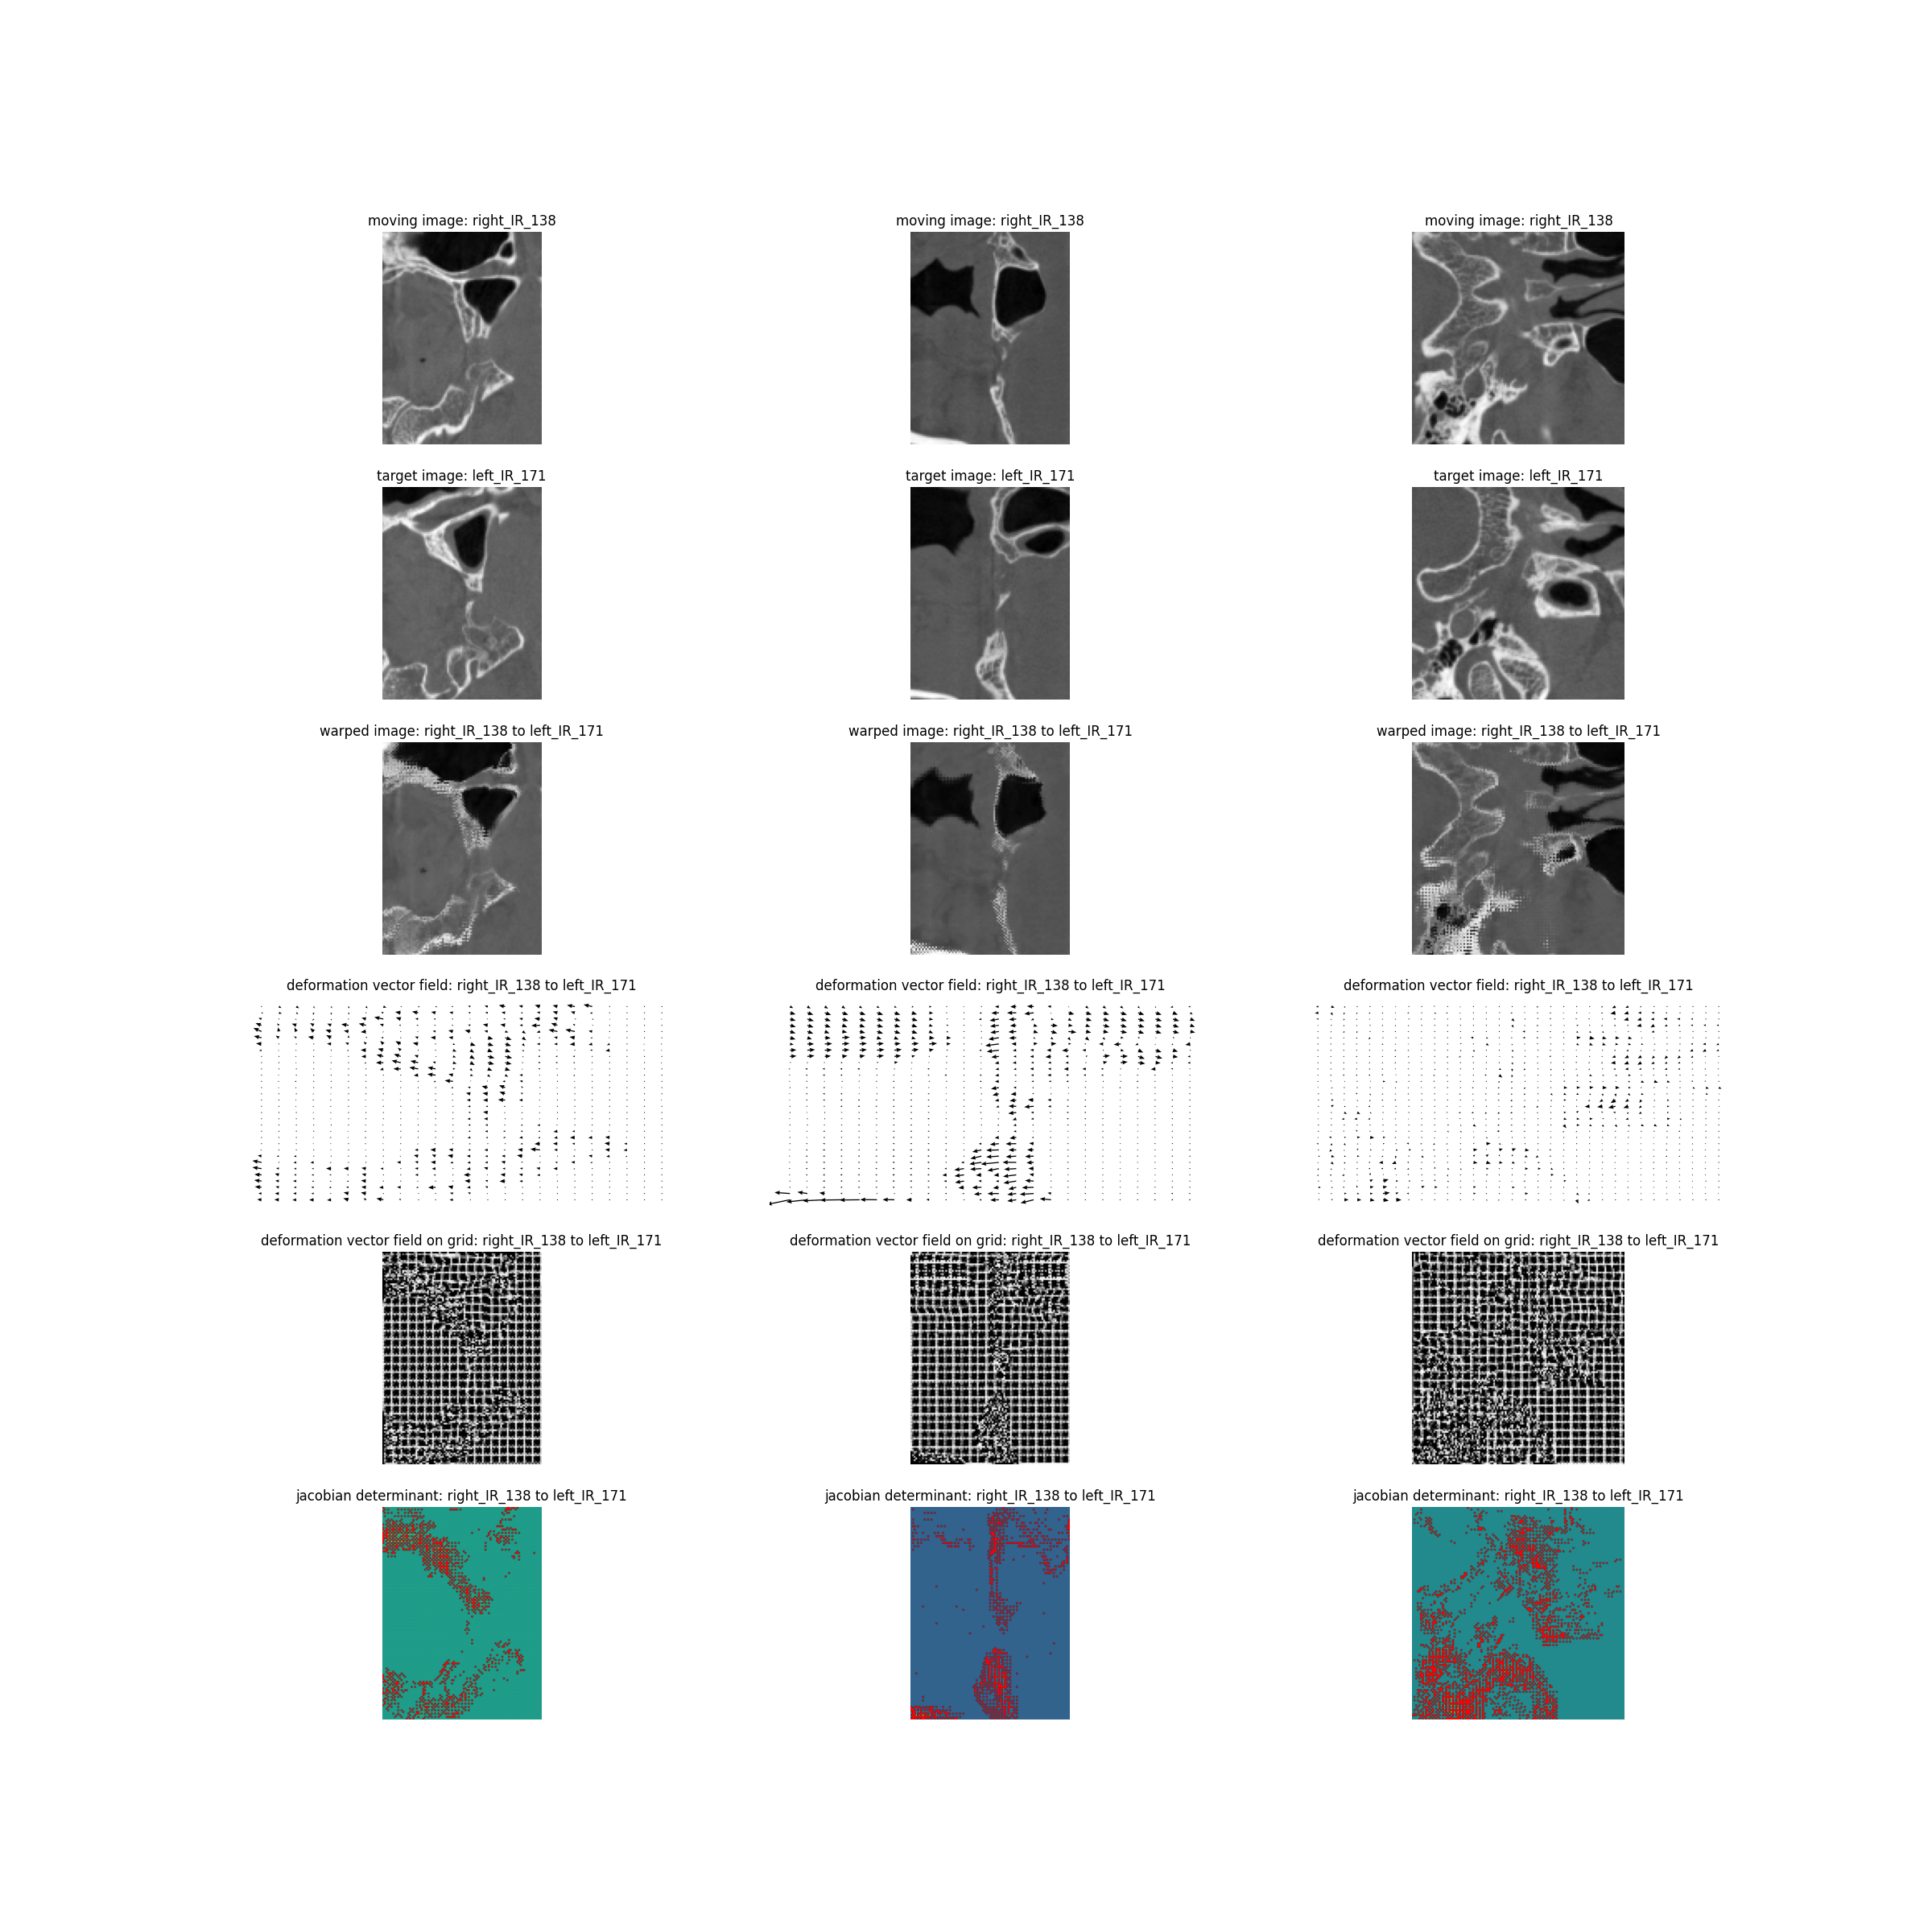 moving image: right_IR_138
moving image: right_IR_138
moving image: right_IR_138
target image: left_IR_171
target image: left_IR_171
target image: left_IR_171
warped image: right_IR_138 to left_IR_171
warped image: right_IR_138 to left_IR_171
warped image: right_IR_138 to left_IR_171
deformation vector field: right_IR_138 to left_IR_171
deformation vector field: right_IR_138 to left_IR_171
deformation vector field: right_IR_138 to left_IR_171
deformation vector field on grid: right_IR_138 to left_IR_171
deformation vector field on grid: right_IR_138 to left_IR_171
deformation vector field on grid: right_IR_138 to left_IR_171
jacobian determinant: right_IR_138 to left_IR_171
jacobian determinant: right_IR_138 to left_IR_171
jacobian determinant: right_IR_138 to left_IR_171